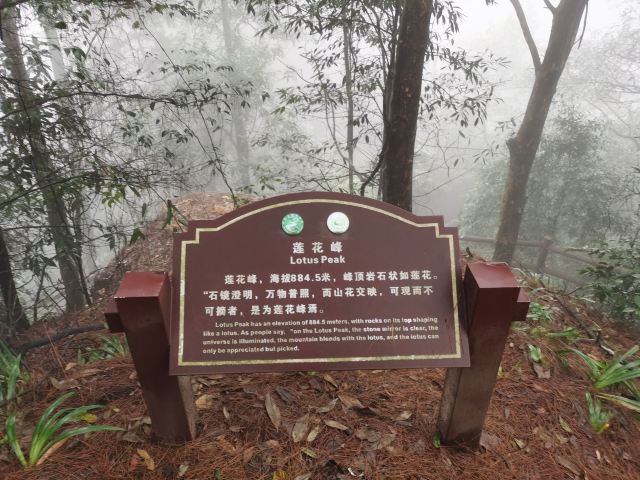 莲花峰
Lotus Peak
莲花峰，海拔884.5米，峰顶岩石状如莲花。
“石镜澄明，万物普照，而山花交映，可现而不
可摘者，是为莲花峰焉。
Lotus Peak has an elevation of 884.5 meters, with rocks on its top shaping
like a lotus. As people say, "on the Lotus Peak, the stone mirror is clear, the
universe is illuminated, the mountain blends with the lotus, and the lotus can
only be appreciated but picked.